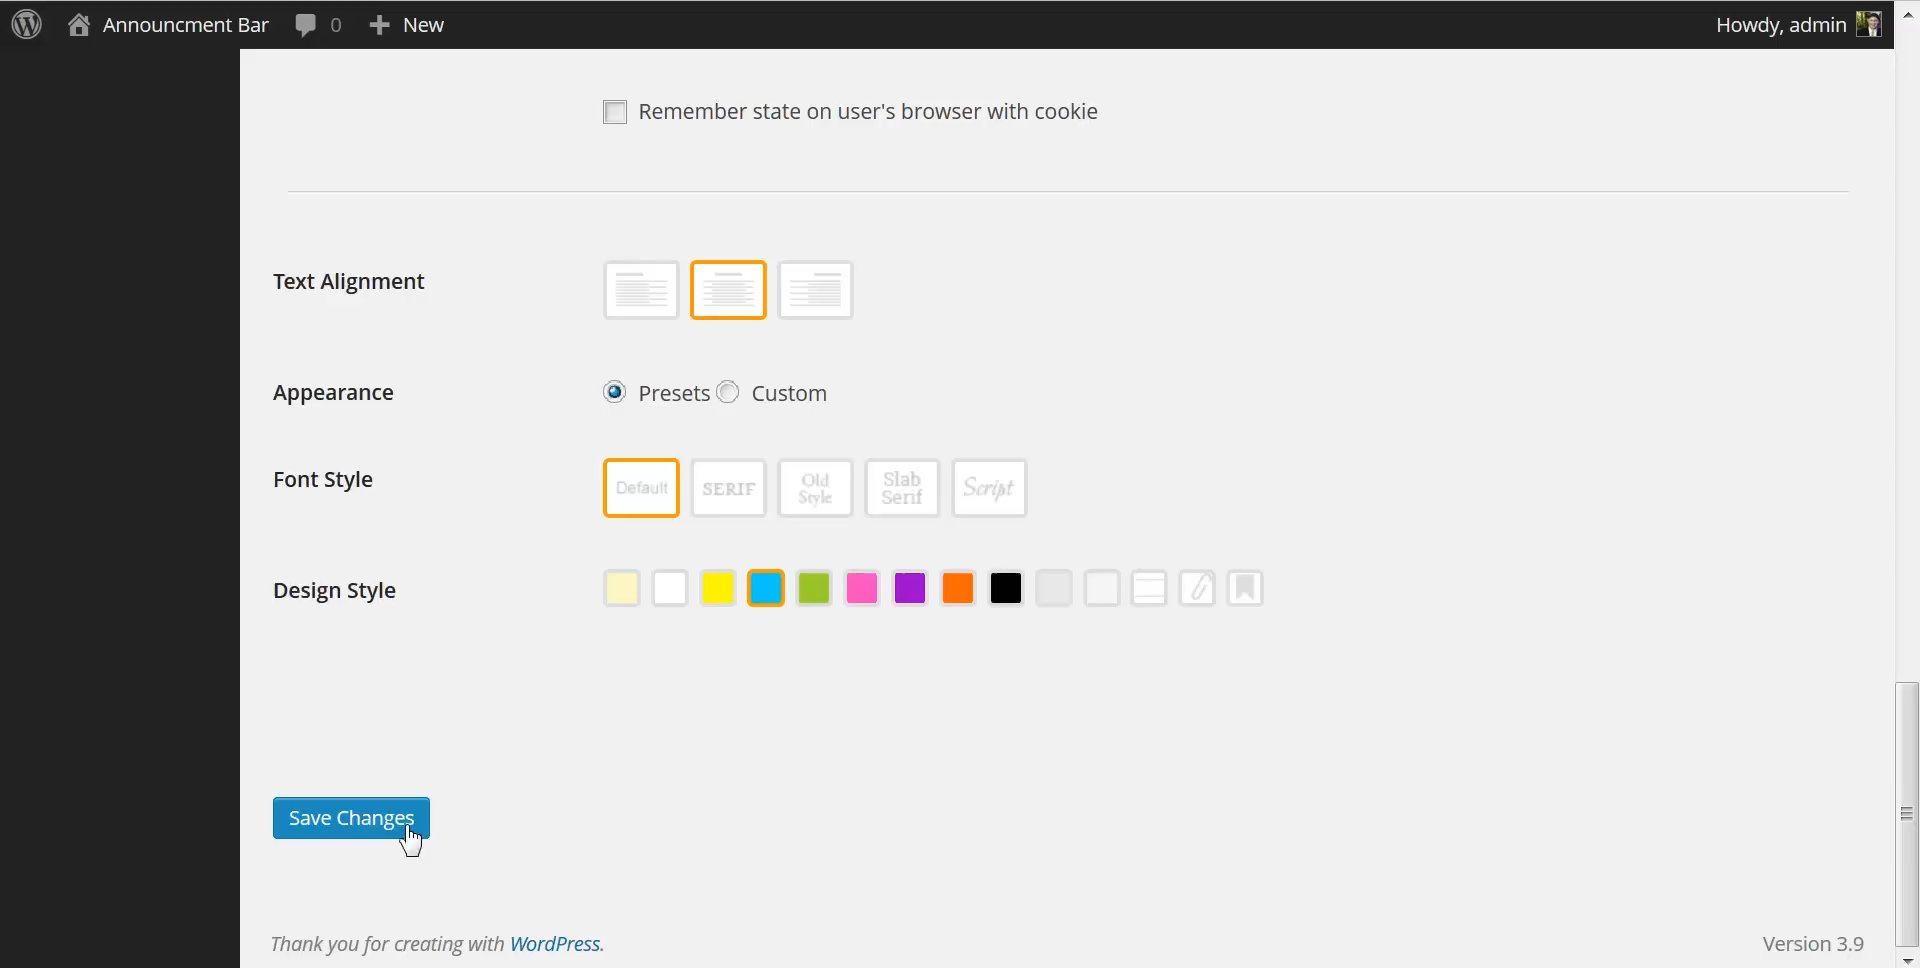 Announcment Bar 0 New Howdy, admin
Remember state on user's browser with cookie
Text Alignment
Appearance Presets Custom
Font Style Default SERIF Old Style Slab Serif Script
Design Style
Save Changes
Thank you for creating with WordPress. Version 3.9